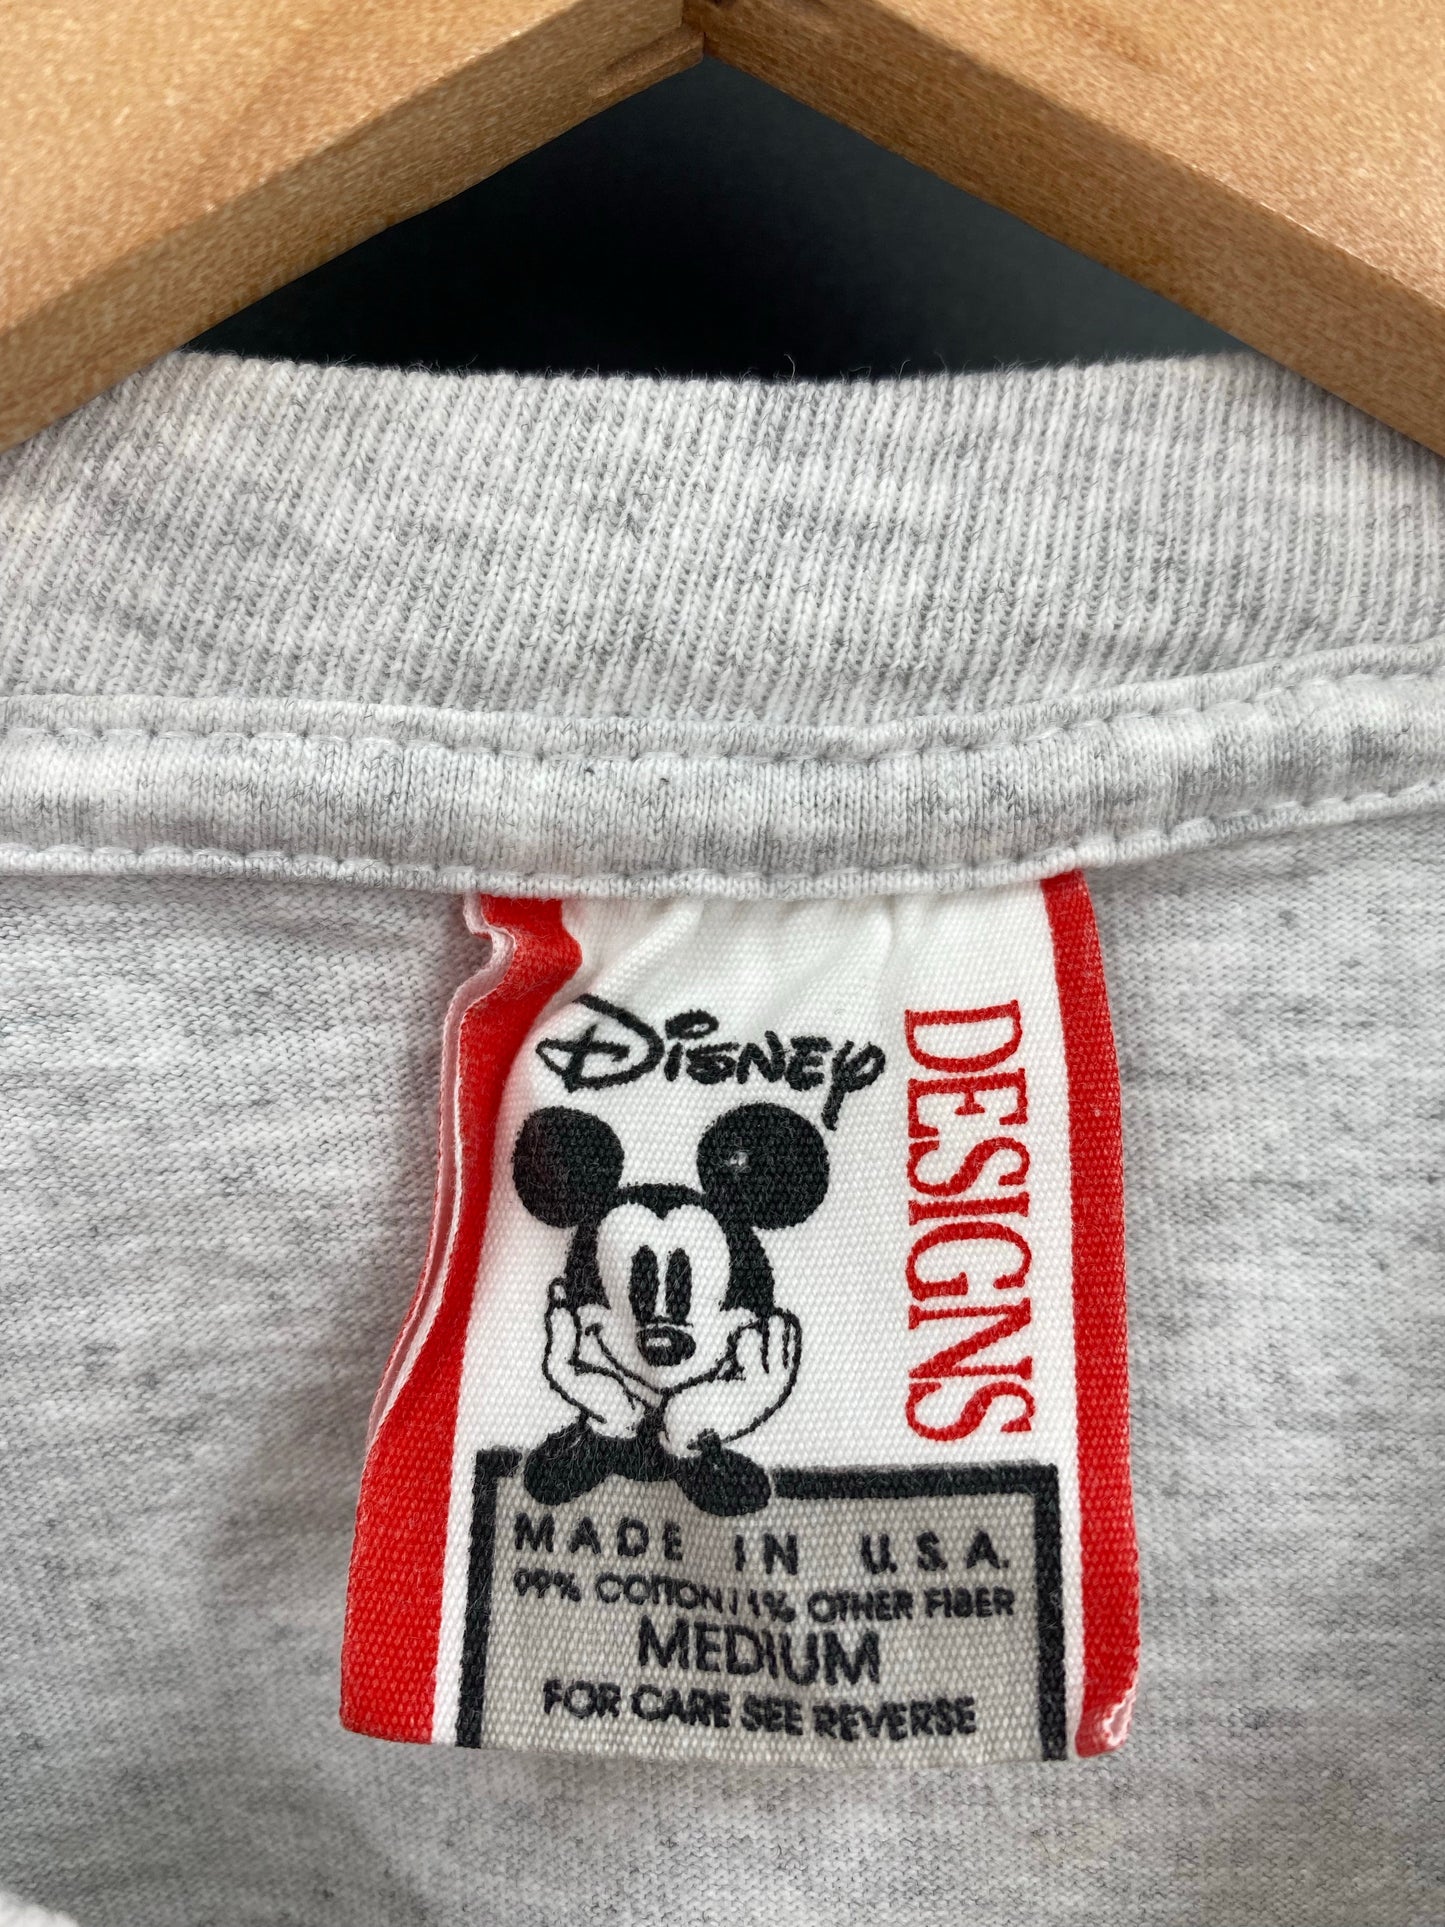 Disney
DESIGNS
MADE IN U.S.A.
99% COTTON/1% OTHER FIBER
MEDIUM
FOR CARE SEE REVERSE